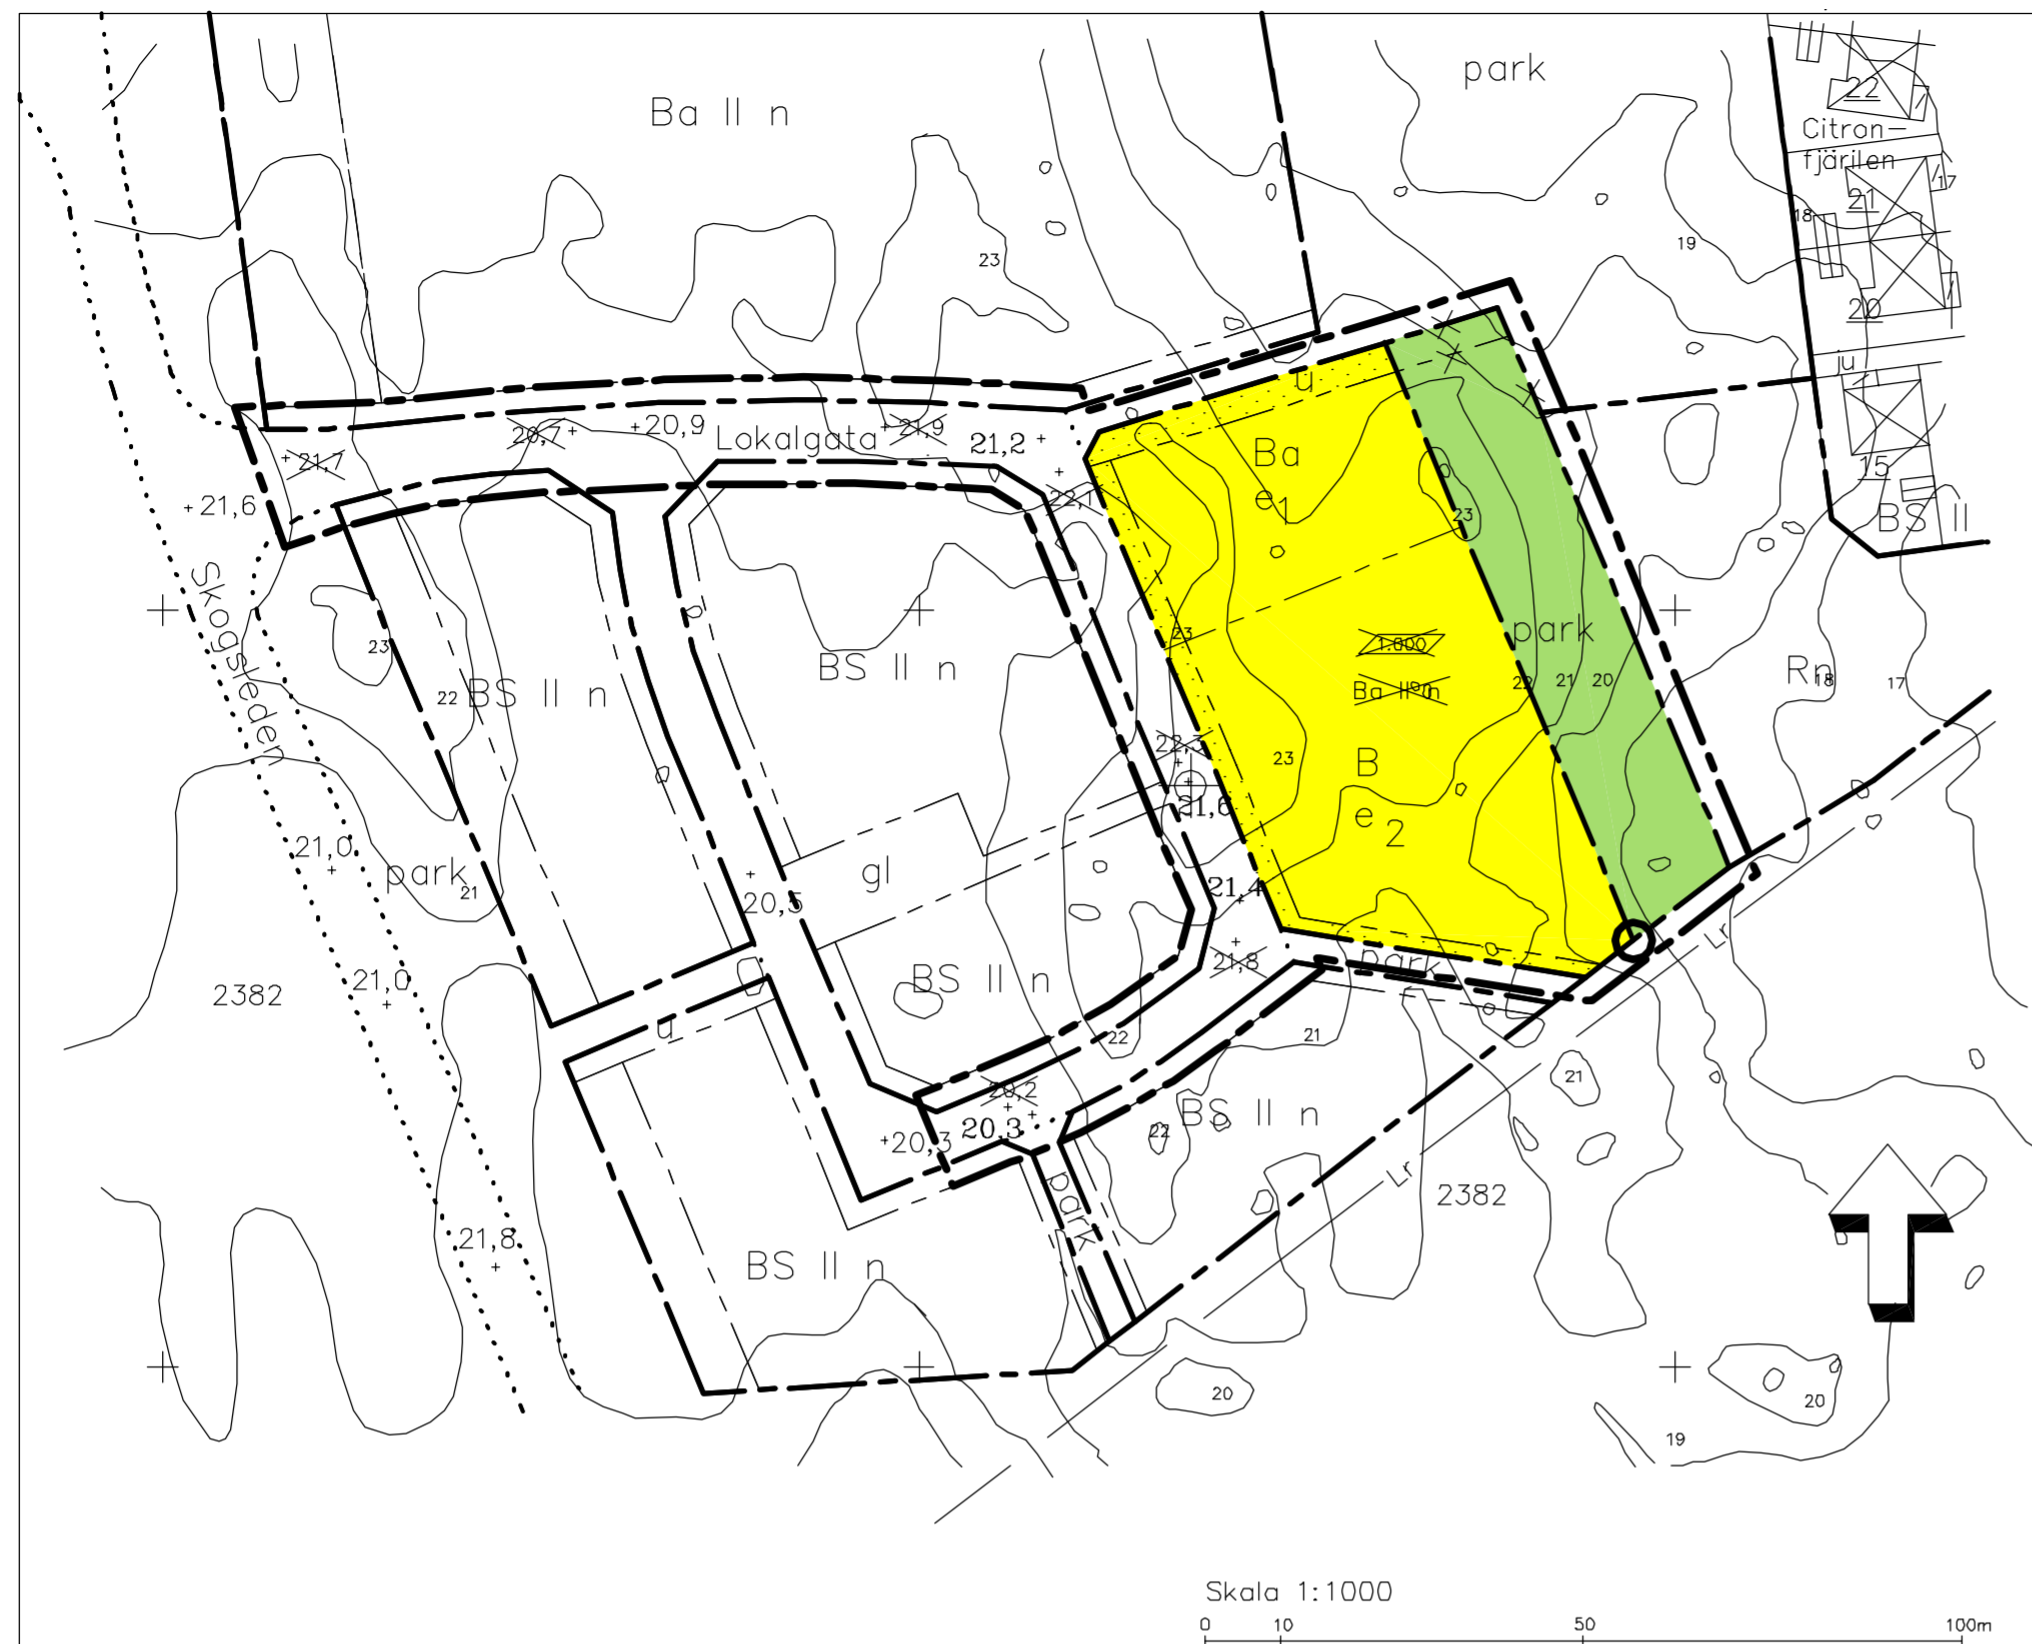 park
Ba II n
22
Citron-
fjärilen
17
21
18
19
23
20
ju
u
20,7
20,9
Lokalgata
21,9
21,2
21,7
Ba
15
22,1
e1
21,6
23
BS II
Skogsleden
23
23
1.000
park
BS II n
BS II n
22
Ba II n
22
21
20
Rn
18
17
22,3
B
23
21,6
e2
21,0
gl
park
21
21,4
20,5
Lr
21,8
park
BS II n
21,0
2382
u
22
21
21
20,2
BS II n
20,3
20,3
22
Lr
park
2382
21,8
BS II n
20
20
19
Skala 1:1000
0 10 50 100m